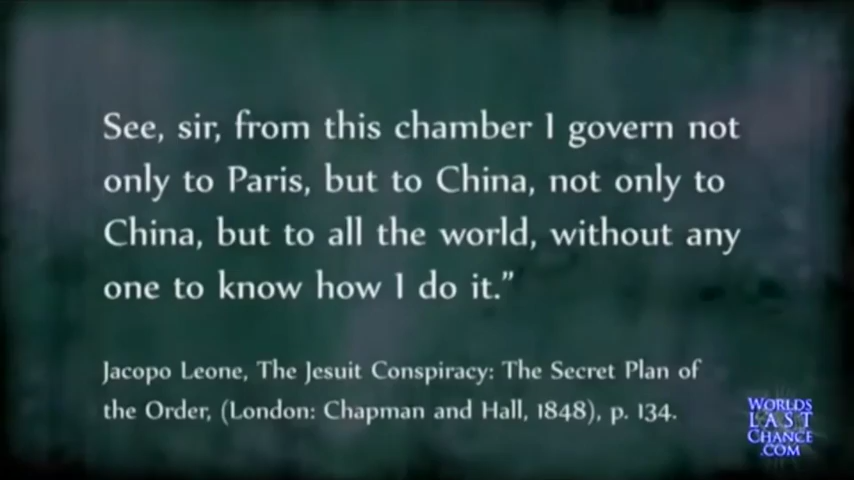 See, sir, from this chamber I govern not
only to Paris, but to China, not only to
China, but to all the world, without any
one to know how I do it.”
Jacopo Leone, The Jesuit Conspiracy: The Secret Plan of
the Order, (London: Chapman and Hall, 1848), p. 134.
WORLDS
LAST
CHANCE
.COM